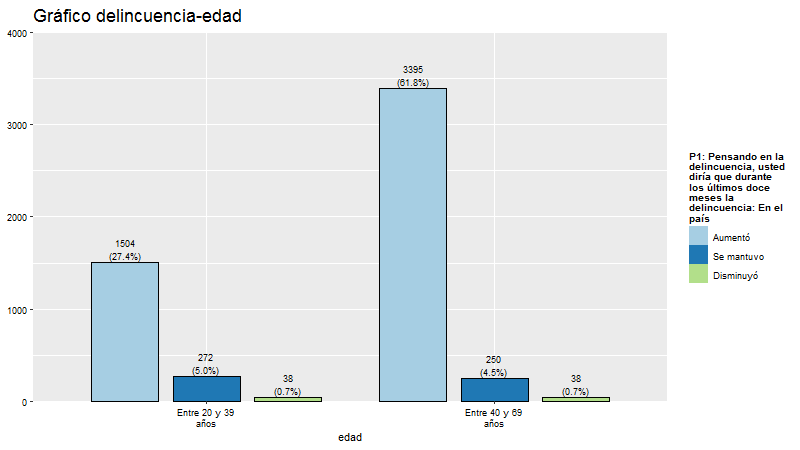 Gráfico delincuencia-edad
4000
3000
2000
1000
0
1504
(27.4%)
272
(5.0%)
38
(0.7%)
3395
(61.8%)
250
(4.5%)
38
(0.7%)
Entre 20 y 39
años
Entre 40 y 69
años
edad
P1: Pensando en la
delincuencia, usted
diría que durante
los últimos doce
meses la
delincuencia: En el
país
Aumentó
Se mantuvo
Disminuyó